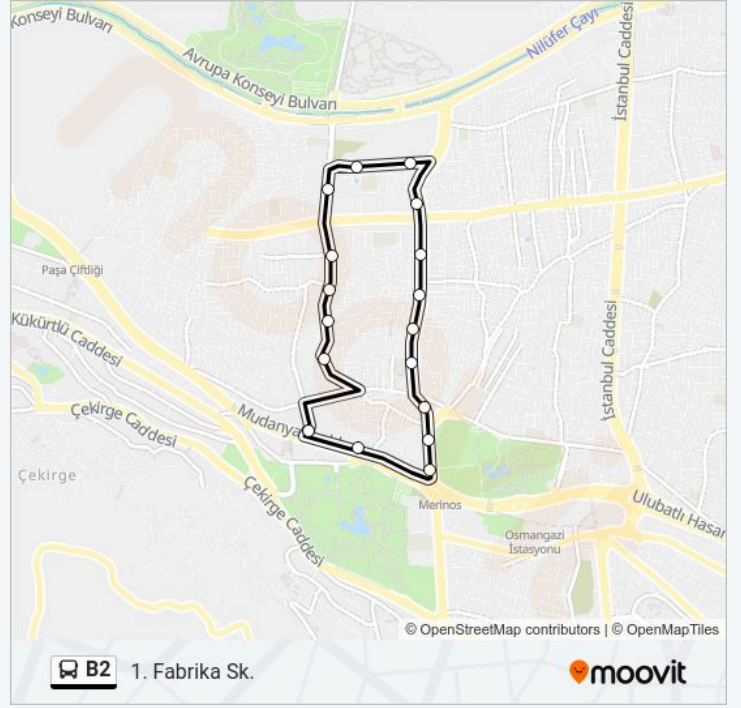 Konseyi Bulvarı
Avrupa Konseyi Bulvarı
Nilüfer Çayı
İstanbul Caddesi
Paşa Çiftliği
Kükürtlü Caddesi
İstanbul Caddesi
Çekirge Caddesi
Mudanya
Çekirge
Çekirge Caddesi
Merinos
Ulubatlı Hasan
Osmangazi
İstasyonu
© OpenStreetMap contributors | © OpenMapTiles
B2 1. Fabrika Sk.
moovit